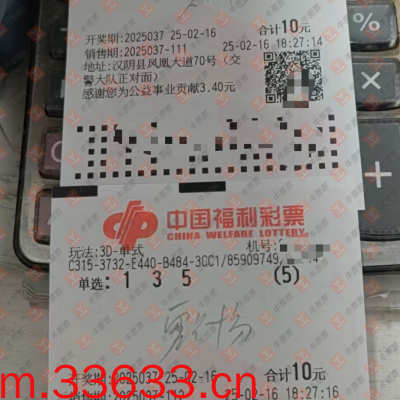 开奖期:2025037 25-02-16 合计10元
销售期:2025037-111 25-02-16 18:27:14
地址:汉阴县凤凰大道70号(交
警大队正对面)
感谢您为公益事业贡献3.40元
中国福利彩票
CHINA WELFARE LOTTERY
玩法:3D-单式 机号:
C315-3732-E440-B484-3CC1/85909749
单选: 1 3 5 (5)
开奖期:2025037 25-02-16 合计10元
25-02-16 18:27:16
m.33633.cn